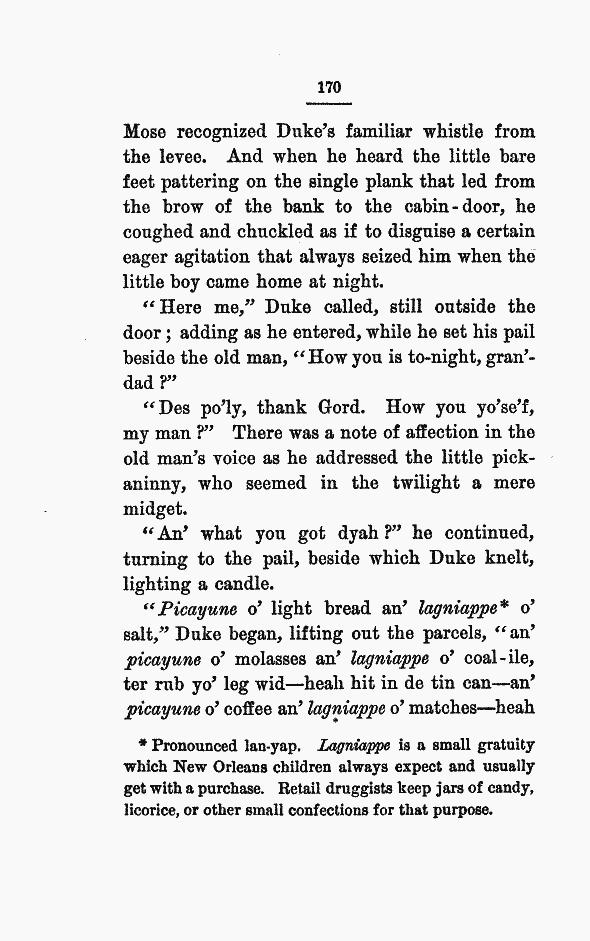 170
Mose recognized Duke's familiar whistle from
the levee. And when he heard the little bare
feet pattering on the single plank that led from
the brow of the bank to the cabin-door, he
coughed and chuckled as if to disguise a certain
eager agitation that always seized him when the
little boy came home at night.
“Here me,” Duke called, still outside the
door; adding as he entered, while he set his pail
beside the old man, “How you is to-night, gran'-
dad?”
“Des po'ly, thank Gord. How you yo'se'f,
my man?” There was a note of affection in the
old man's voice as he addressed the little pick-
aninny, who seemed in the twilight a mere
midget.
“An' what you got dyah?” he continued,
turning to the pail, beside which Duke knelt,
lighting a candle.
“Picayune o' light bread an' lagniappe* o'
salt,” Duke began, lifting out the parcels, “an'
picayune o' molasses an' lagniappe o' coal-ile,
ter rub yo' leg wid—heah hit in de tin can—an'
picayune o' coffee an' lagniappe o' matches—heah
* Pronounced lan-yap. Lagniappe is a small gratuity
which New Orleans children always expect and usually
get with a purchase. Retail druggists keep jars of candy,
licorice, or other small confections for that purpose.